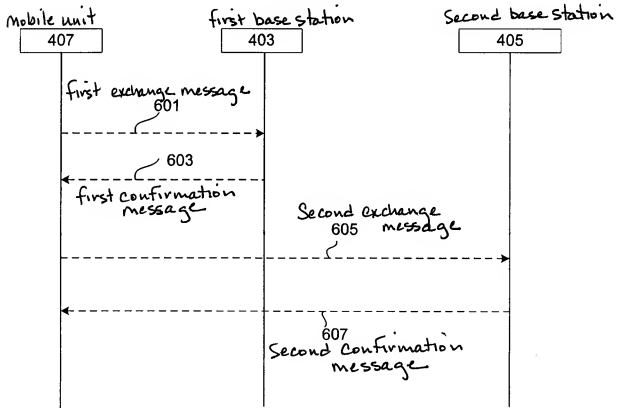 mobile unit first base station Second base station
407 403 405
first exchange message
601
603
first confirmation
message
Second exchange
605 message
607
Second Confirmation
message